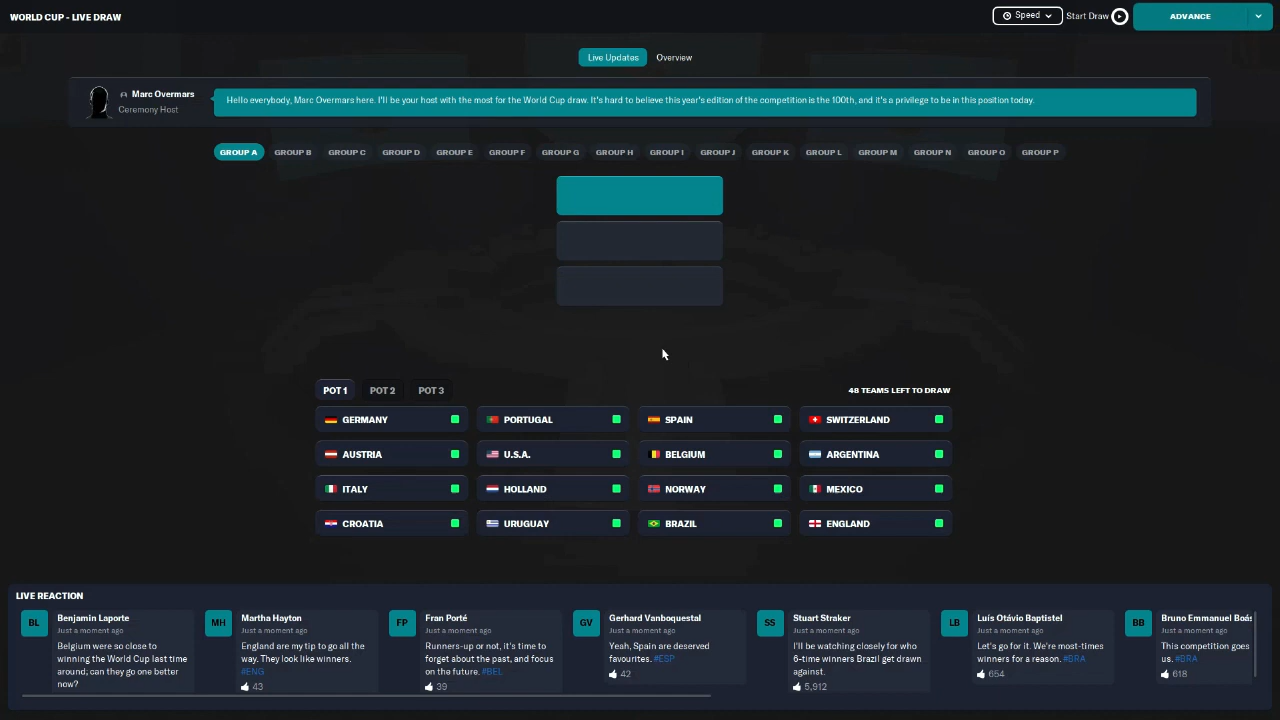 WORLD CUP - LIVE DRAW
Speed
Start Draw
ADVANCE
Live Updates
Overview
Marc Overmars
Ceremony Host
Hello everybody, Marc Overmars here. I'll be your host with the most for the World Cup draw. It's hard to believe this year's edition of the competition is the 100th, and it's a privilege to be in this position today.
GROUP A GROUP B GROUP C GROUP D GROUP E GROUP F GROUP G GROUP H GROUP I GROUP J GROUP K GROUP L GROUP M GROUP N GROUP O GROUP P
POT 1 POT 2 POT 3
48 TEAMS LEFT TO DRAW
GERMANY PORTUGAL SPAIN SWITZERLAND
AUSTRIA U.S.A. BELGIUM ARGENTINA
ITALY HOLLAND NORWAY MEXICO
CROATIA URUGUAY BRAZIL ENGLAND
LIVE REACTION
BL
Benjamin Laporte
Just a moment ago
Belgium were so close to
winning the World Cup last time
around; can they go one better
now?
MH
Martha Hayton
Just a moment ago
England are my tip to go all the
way. They look like winners.
#ENG
43
FP
Fran Porté
Just a moment ago
Runners-up or not, it's time to
forget about the past, and focus
on the future. #BEL
39
GV
Gerhard Vanboquestal
Just a moment ago
Yeah, Spain are deserved
favourites. #ESP
42
SS
Stuart Straker
Just a moment ago
I'll be watching closely for who
6-time winners Brazil get drawn
against.
5,912
LB
Luís Otávio Baptistel
Just a moment ago
Let's go for it. We're most-times
winners for a reason. #BRA
654
BB
Bruno Emmanuel
Just a moment ago
This competition goes
us. #BRA
618